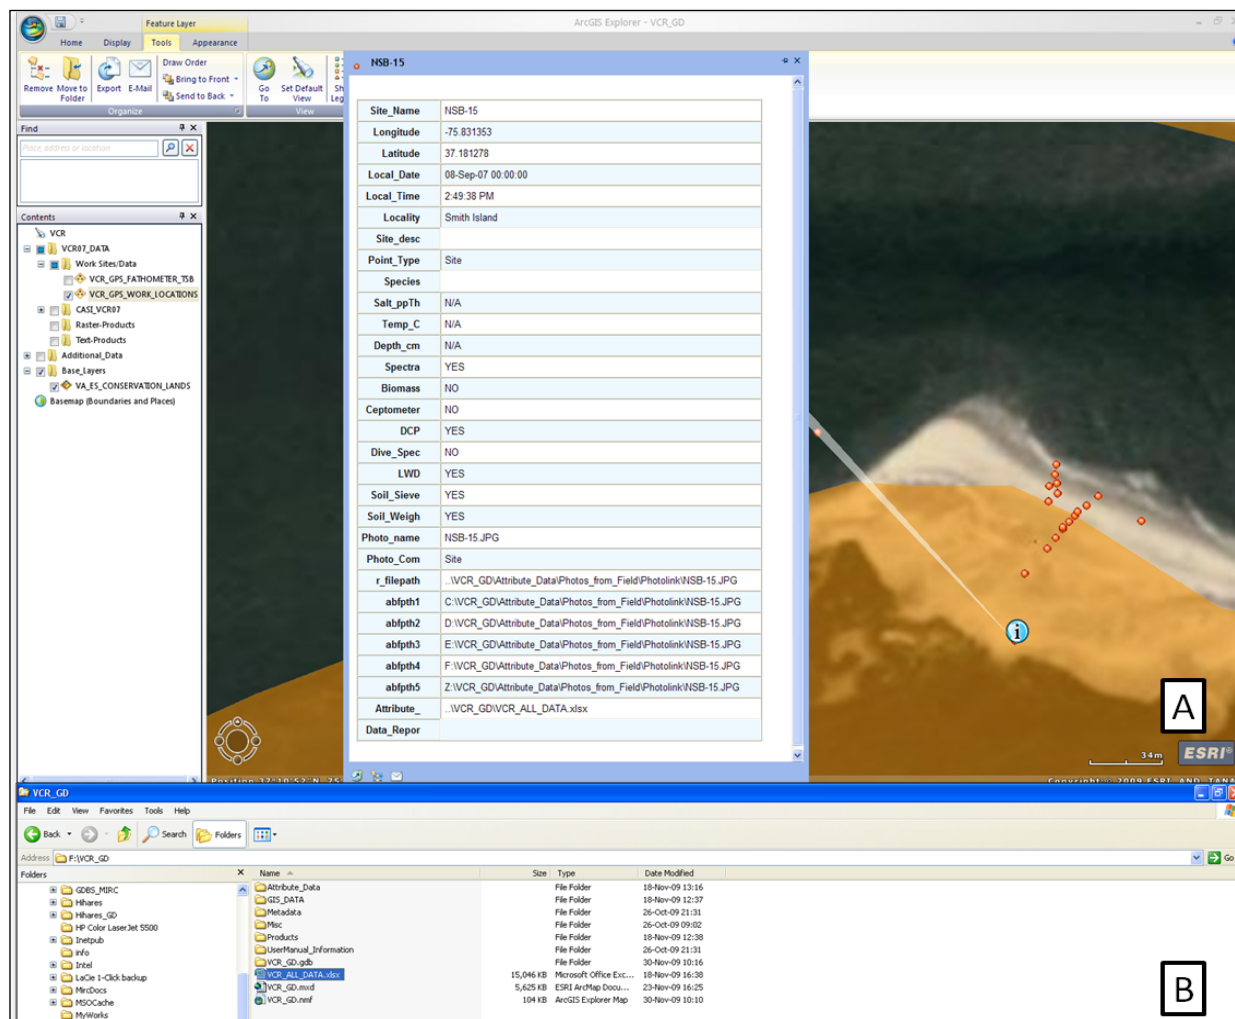 Feature Layer
ArcGIS Explorer - VCR_GD
Home Display Tools Appearance
Remove Move to Folder Export E-Mail
Draw Order
Bring to Front
Send to Back
Go To Set Default View
Organize View
Find
Place, address or location
Contents
VCR
VCR07_DATA
Work Sites/Data
VCR_GPS_FATHOMETER_TSB
VCR_GPS_WORK_LOCATIONS
CASI_VCR07
Raster-Products
Text-Products
Additional_Data
Base_Layers
VA_ES_CONSERVATION_LANDS
Basemap (Boundaries and Places)
NSB-15
Site_Name NSB-15
Longitude -75.831353
Latitude 37.181278
Local_Date 08-Sep-07 00:00:00
Local_Time 2:49:38 PM
Locality Smith Island
Site_desc
Point_Type Site
Species
Salt_ppTh N/A
Temp_C N/A
Depth_cm N/A
Spectra YES
Biomass NO
Ceptometer NO
DCP YES
Dive_Spec NO
LWD YES
Soil_Sieve YES
Soil_Weigh YES
Photo_name NSB-15.JPG
Photo_Com Site
r_filepath ..\VCR_GD\Attribute_Data\Photos_from_Field\Photolink\NSB-15.JPG
abfpth1 C:\VCR_GD\Attribute_Data\Photos_from_Field\Photolink\NSB-15.JPG
abfpth2 D:\VCR_GD\Attribute_Data\Photos_from_Field\Photolink\NSB-15.JPG
abfpth3 E:\VCR_GD\Attribute_Data\Photos_from_Field\Photolink\NSB-15.JPG
abfpth4 F:\VCR_GD\Attribute_Data\Photos_from_Field\Photolink\NSB-15.JPG
abfpth5 Z:\VCR_GD\Attribute_Data\Photos_from_Field\Photolink\NSB-15.JPG
Attribute_ ..\VCR_GD\VCR_ALL_DATA.xlsx
Data_Repor
A
34m
ESRI
VCR_GD
File Edit View Favorites Tools Help
Back Search Folders
Address F:\VCR_GD Go
Folders Name Size Type Date Modified
GDBS_MIRC
Hihares
Hihares_GD
HP Color LaserJet 5500
Inetpub
info
Intel
LaCie 1-Click backup
MircDocs
MSOCache
MyWorks
Attribute_Data File Folder 18-Nov-09 13:16
GIS_DATA File Folder 18-Nov-09 12:37
Metadata File Folder 26-Oct-09 21:31
Misc File Folder 26-Oct-09 09:02
Products File Folder 18-Nov-09 12:38
UserManual_Information File Folder 26-Oct-09 21:31
VCR_GD.gdb File Folder 30-Nov-09 10:16
VCR_ALL_DATA.xlsx 15,046 KB Microsoft Office Exc... 18-Nov-09 16:38
VCR_GD.mxd 5,625 KB ESRI ArcMap Docu... 23-Nov-09 16:25
VCR_GD.nmf 104 KB ArcGIS Explorer Map 30-Nov-09 10:10
B